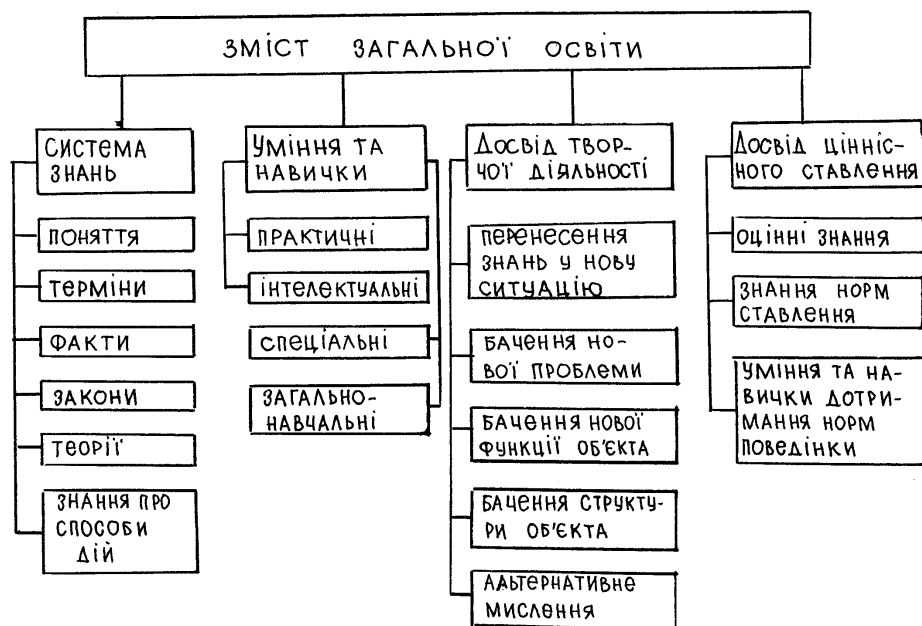 ЗМІСТ ЗАГАЛЬНОЇ ОСВІТИ
СИСТЕМА
ЗНАНЬ
ПОНЯТТЯ
ТЕРМІНИ
ФАКТИ
ЗАКОНИ
ТЕОРІЇ
ЗНАННЯ ПРО
СПОСОБИ
ДІЙ
УМІННЯ ТА
НАВИЧКИ
ПРАКТИЧНІ
ІНТЕЛЕКТУАЛЬНІ
СПЕЦІАЛЬНІ
ЗАГАЛЬНО-
НАВЧАЛЬНІ
ДОСВІД ТВОР-
ЧОЇ ДІЯЛЬНОСТІ
ПЕРЕНЕСЕННЯ
ЗНАНЬ У НОВУ
СИТУАЦІЮ
БАЧЕННЯ НО-
ВОЇ ПРОБЛЕМИ
БАЧЕННЯ НОВОЇ
ФУНКЦІЇ ОБ'ЄКТА
БАЧЕННЯ СТРУКТУ-
РИ ОБ'ЄКТА
АЛЬТЕРНАТИВНЕ
МИСЛЕННЯ
ДОСВІД ЦІННІС-
НОГО СТАВЛЕННЯ
ОЦІННІ ЗНАННЯ
ЗНАННЯ НОРМ
СТАВЛЕННЯ
УМІННЯ ТА НА-
ВИЧКИ ДОТРИ-
МАННЯ НОРМ
ПОВЕДІНКИ